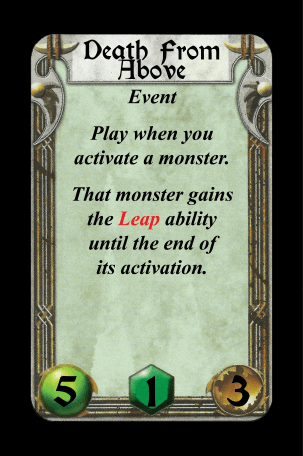 Death From
Above
Event
Play when you
activate a monster.
That monster gains
the Leap ability
until the end of
its activation.
5 1 3